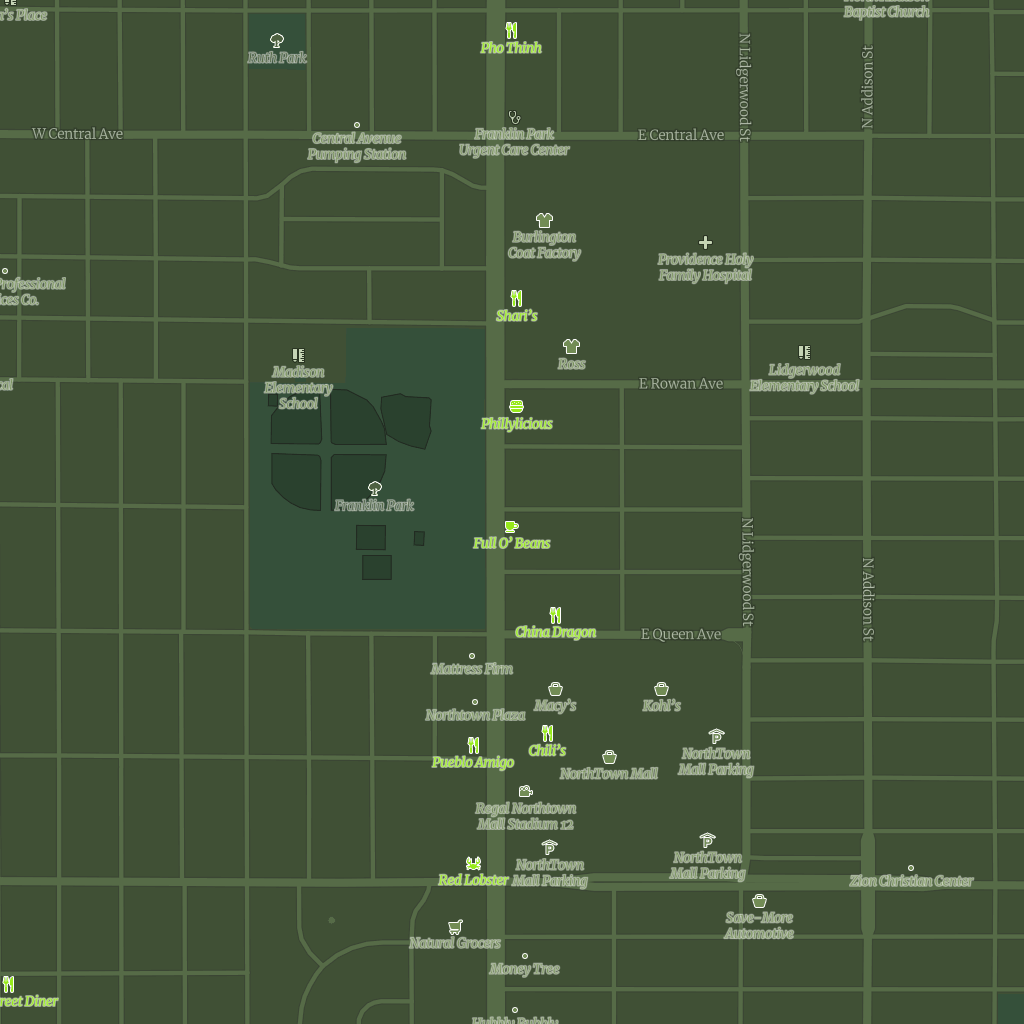 r's Place
Baptist Church
Pho Thinh
Ruth Park
N Lidgerwood St
N Addison St
W Central Ave
Central Avenue
Pumping Station
Franklin Park
Urgent Care Center
E Central Ave
Burlington
Coat Factory
Providence Holy
Family Hospital
Professional
ces Co.
Shari's
Ross
Madison
Elementary
School
Lidgerwood
Elementary School
E Rowan Ave
Phillylicious
Franklin Park
Full O' Beans
N Lidgerwood St
N Addison St
China Dragon
E Queen Ave
Mattress Firm
Macy's
Kohl's
Northtown Plaza
Chili's
Pueblo Amigo
NorthTown Mall
NorthTown
Mall Parking
Regal Northtown
Mall Stadium 12
NorthTown
Mall Parking
NorthTown
Mall Parking
Red Lobster
Zion Christian Center
Save-More
Automotive
Natural Grocers
Money Tree
reet Diner